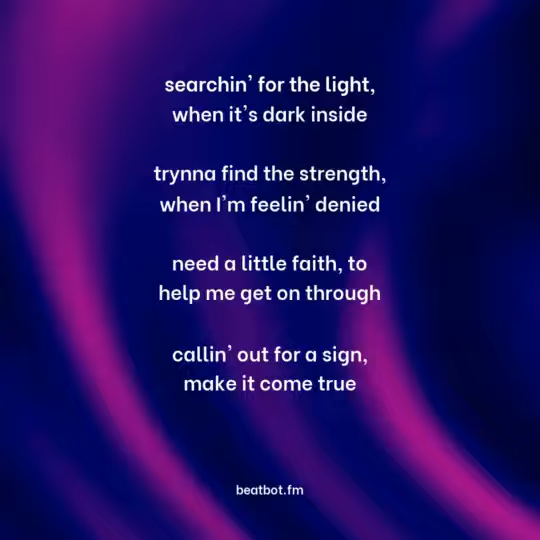 searchin’ for the light,
when it’s dark inside
trynna find the strength,
when I’m feelin’ denied
need a little faith, to
help me get on through
callin’ out for a sign,
make it come true
beatbot.fm